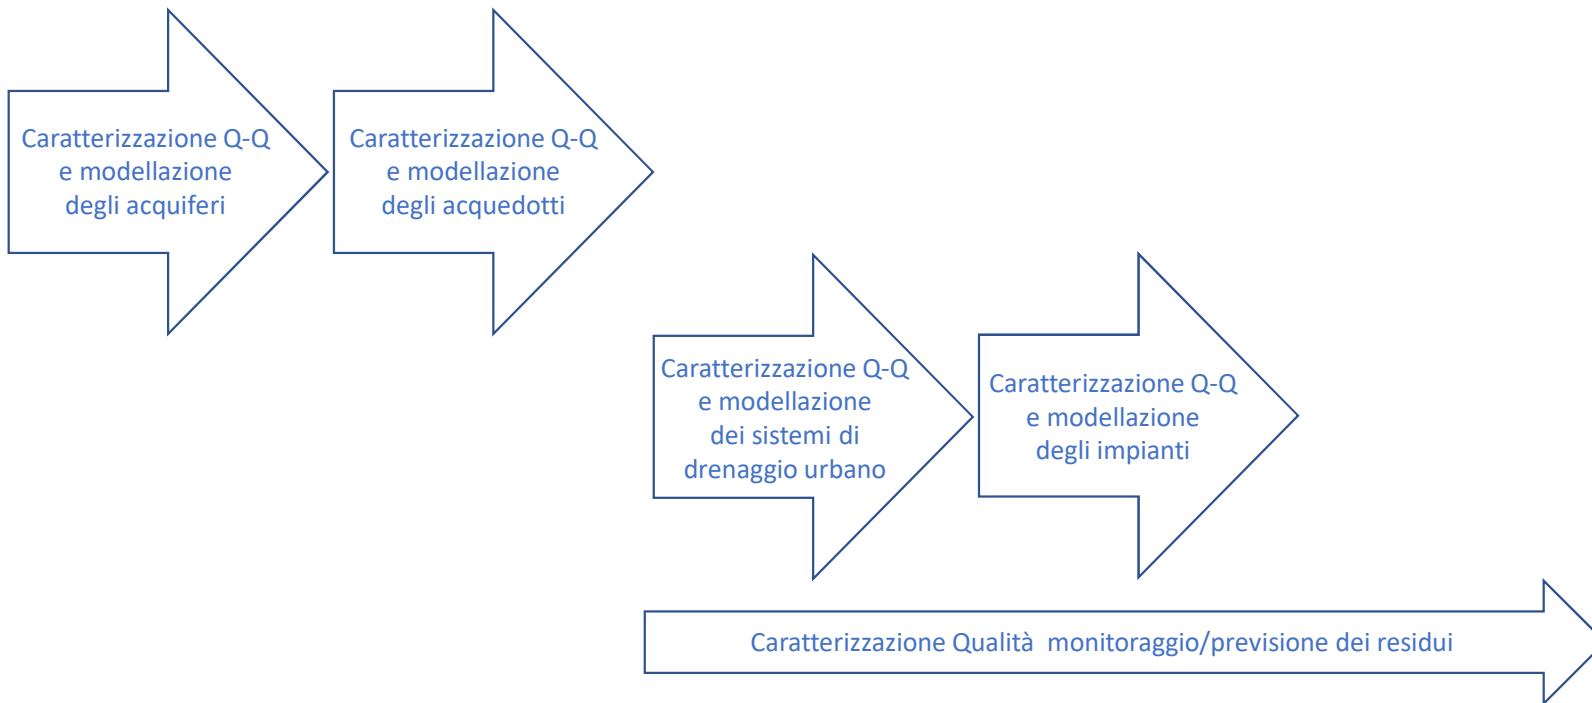 Caratterizzazione Q-Q
e modellazione
degli acquiferi
Caratterizzazione Q-Q
e modellazione
degli acquedotti
Caratterizzazione Q-Q
e modellazione
dei sistemi di
drenaggio urbano
Caratterizzazione Q-Q
e modellazione
degli impianti
Caratterizzazione Qualità monitoraggio/previsione dei residui